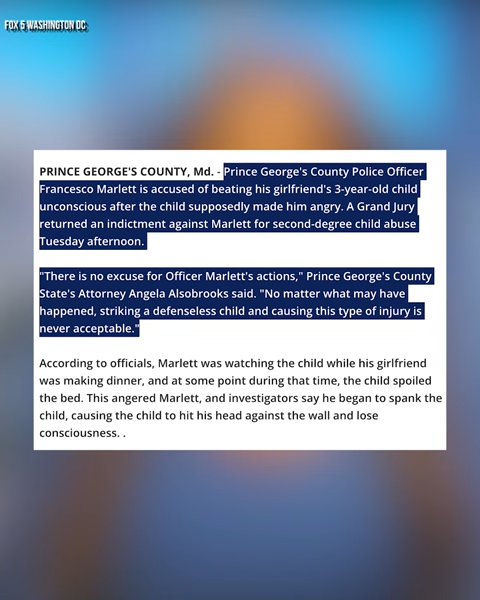 FOX 5 WASHINGTON DC
PRINCE GEORGE'S COUNTY, Md. - Prince George's County Police Officer
Francesco Marlett is accused of beating his girlfriend's 3-year-old child
unconscious after the child supposedly made him angry. A Grand Jury
returned an indictment against Marlett for second-degree child abuse
Tuesday afternoon.
"There is no excuse for Officer Marlett's actions," Prince George's County
State's Attorney Angela Alsobrooks said. "No matter what may have
happened, striking a defenseless child and causing this type of injury is
never acceptable."
According to officials, Marlett was watching the child while his girlfriend
was making dinner, and at some point during that time, the child spoiled
the bed. This angered Marlett, and investigators say he began to spank the
child, causing the child to hit his head against the wall and lose
consciousness. .